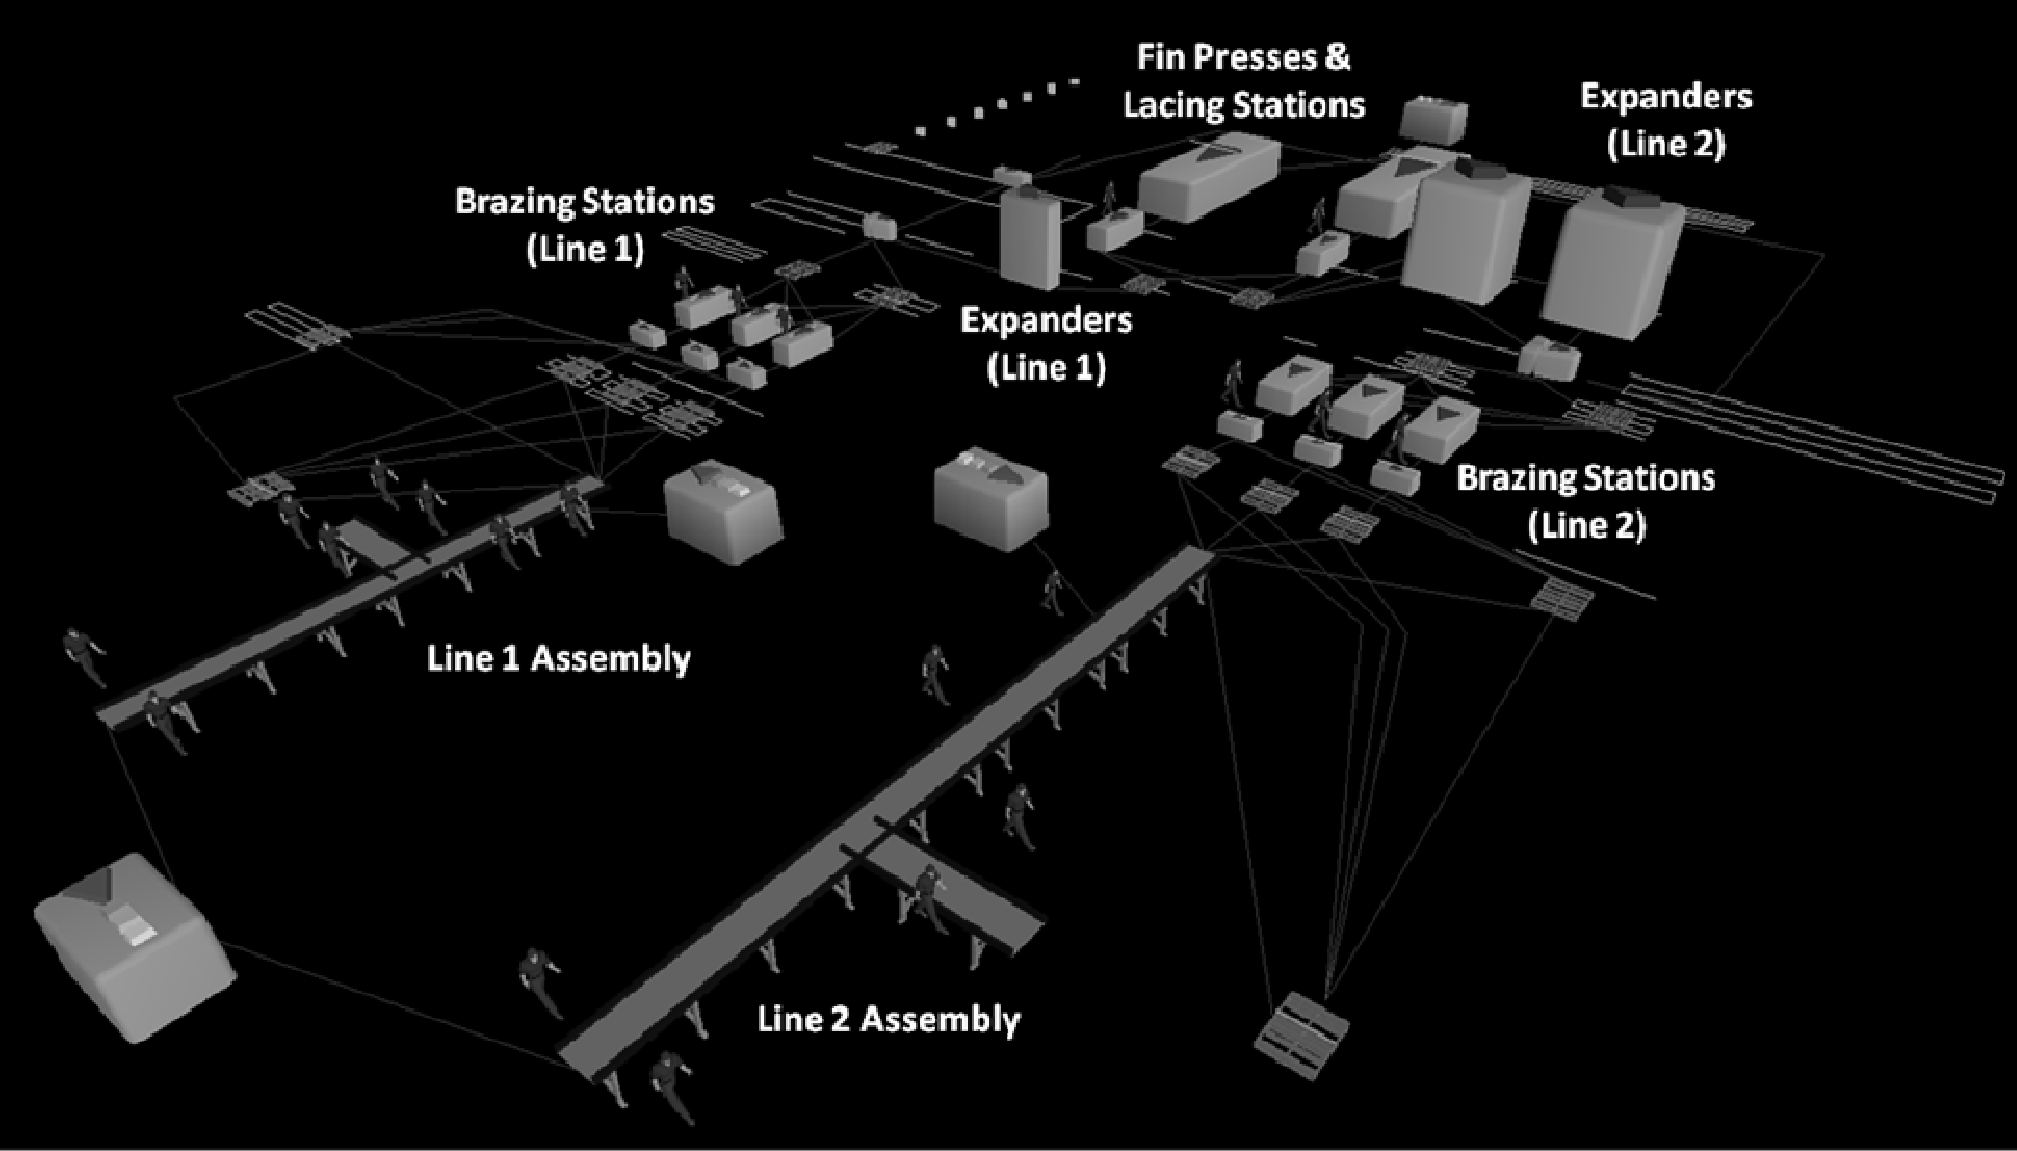 Fin Presses &
Lacing Stations
Expanders
(Line 2)
Brazing Stations
(Line 1)
Expanders
(Line 1)
Brazing Stations
(Line 2)
Line 1 Assembly
Line 2 Assembly